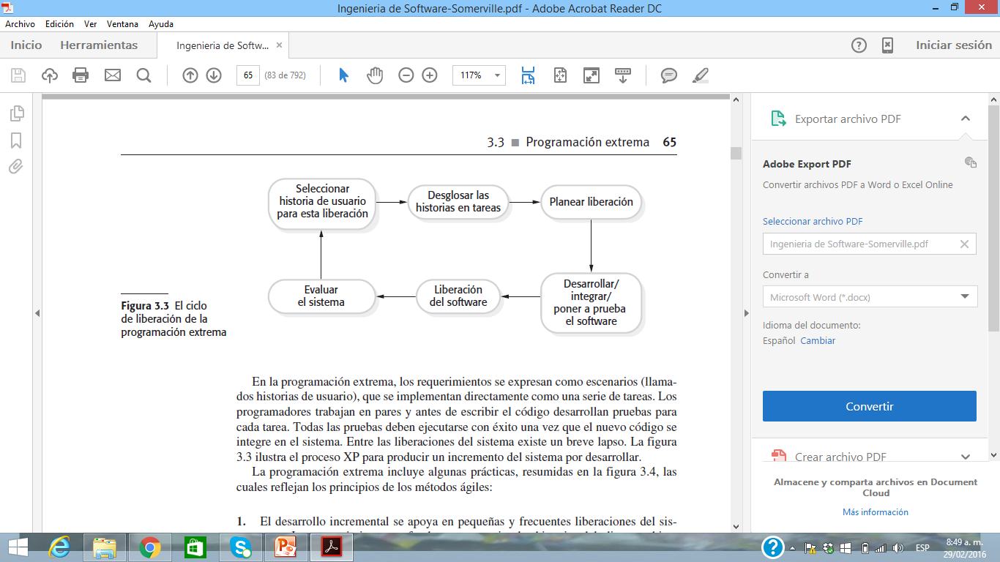 Ingenieria de Software-Somerville.pdf - Adobe Acrobat Reader DC
Archivo Edición Ver Ventana Ayuda
Inicio Herramientas Ingenieria de Softw... × Iniciar sesión
65 (83 de 792) 117%
3.3 ■ Programación extrema 65
Seleccionar
historia de usuario
para esta liberación
Desglosar las
historias en tareas
Planear liberación
Evaluar
el sistema
Liberación
del software
Desarrollar/
integrar/
poner a prueba
el software
Figura 3.3 El ciclo
de liberación de la
programación extrema
En la programación extrema, los requerimientos se expresan como escenarios (llama-
dos historias de usuario), que se implementan directamente como una serie de tareas. Los
programadores trabajan en pares y antes de escribir el código desarrollan pruebas para
cada tarea. Todas las pruebas deben ejecutarse con éxito una vez que el nuevo código se
integre en el sistema. Entre las liberaciones del sistema existe un breve lapso. La figura
3.3 ilustra el proceso XP para producir un incremento del sistema por desarrollar.
La programación extrema incluye algunas prácticas, resumidas en la figura 3.4, las
cuales reflejan los principios de los métodos ágiles:
1. El desarrollo incremental se apoya en pequeñas y frecuentes liberaciones del sis-
Exportar archivo PDF
Adobe Export PDF
Convertir archivos PDF a Word o Excel Online
Seleccionar archivo PDF
Ingenieria de Software-Somerville.pdf
Convertir a
Microsoft Word (*.docx)
Idioma del documento:
Español Cambiar
Convertir
Crear archivo PDF
Almacene y comparta archivos en Document
Cloud
Más información
ESP
8:49 a. m.
29/02/2016